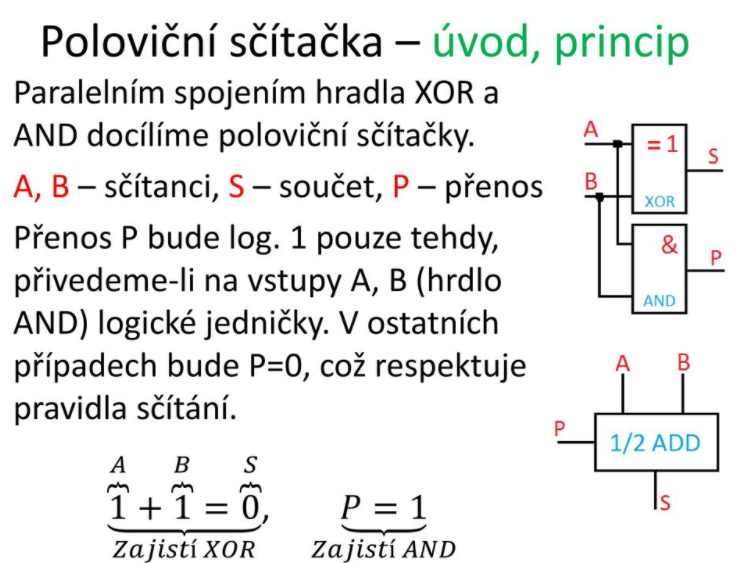 Poloviční sčítačka – úvod, princip
Paralelním spojením hradla XOR a
AND docílíme poloviční sčítačky.
A, B – sčítanci, S – součet, P – přenos
Přenos P bude log. 1 pouze tehdy,
přivedeme-li na vstupy A, B (hrdlo
AND) logické jedničky. V ostatních
případech bude P=0, což respektuje
pravidla sčítání.
A B S
1 + 1 = 0, P = 1
Zajistí XOR Zajistí AND
A
=1
S
B
XOR
&
P
AND
A B
P
1/2 ADD
S